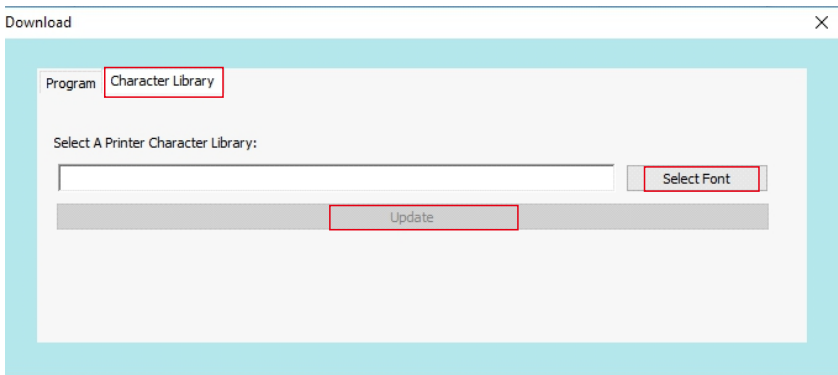 Download
Program Character Library
Select A Printer Character Library:
Select Font
Update